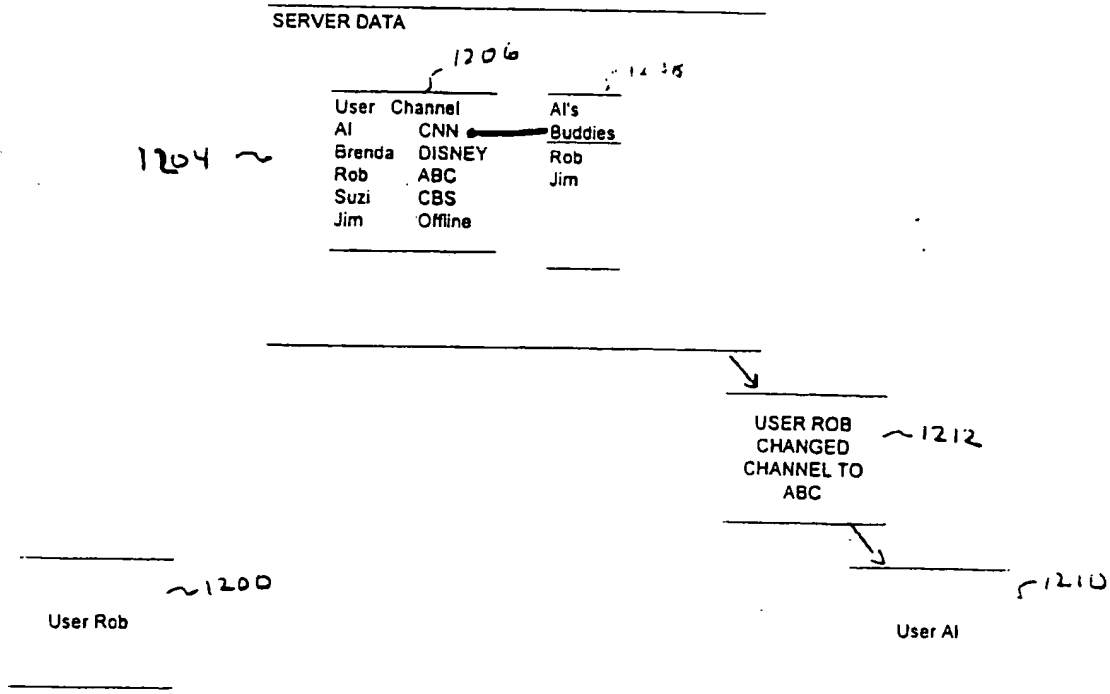 SERVER DATA
1206
User Channel
Al CNN
Brenda DISNEY
Rob ABC
Suzi CBS
Jim Offline
Al's
Buddies
Rob
Jim
1204
USER ROB
CHANGED
CHANNEL TO
ABC
1212
1200
User Rob
1210
User Al